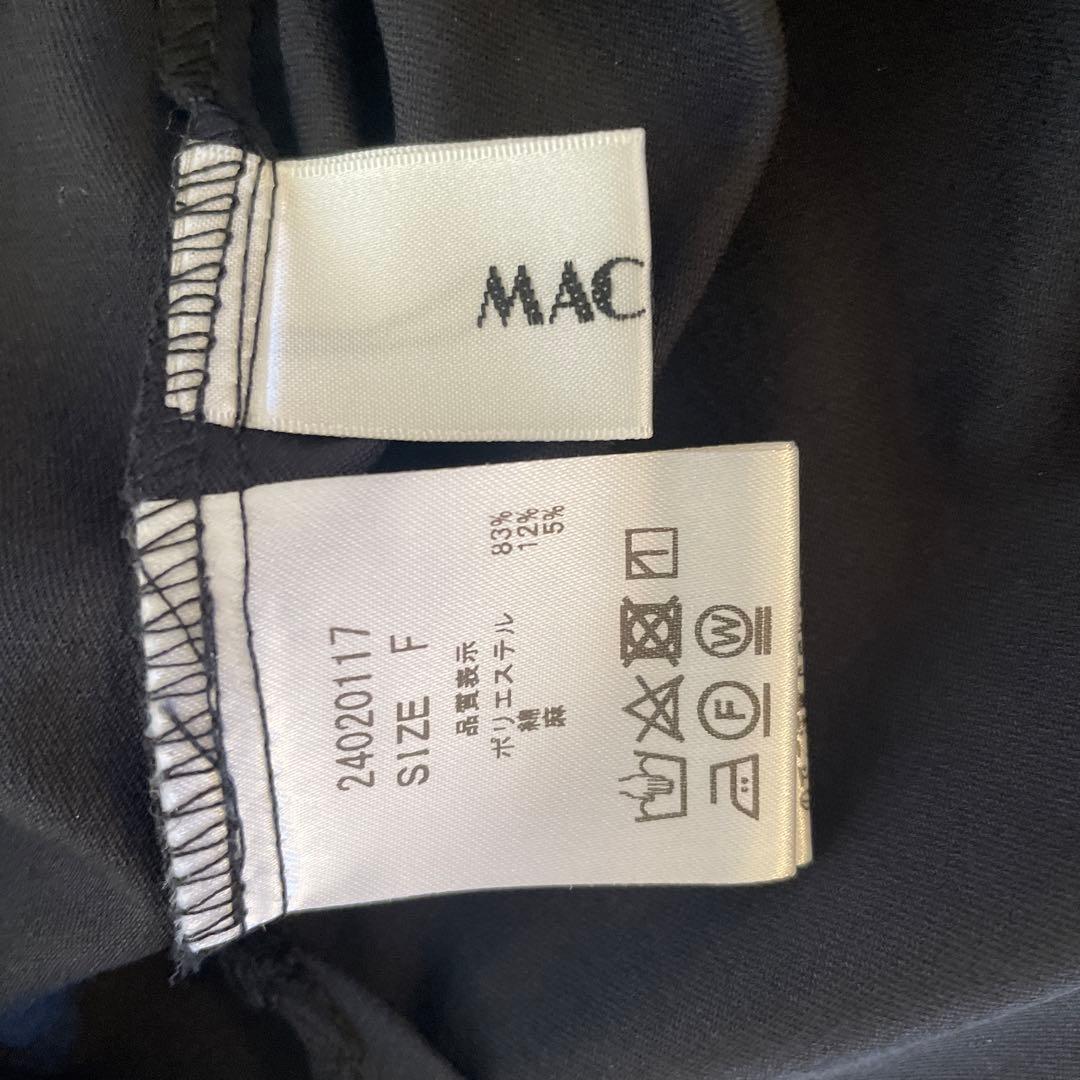 MAC
24020117
SIZE F
品質表示
ポリエステル 83%
綿 12%
麻 5%
W
F